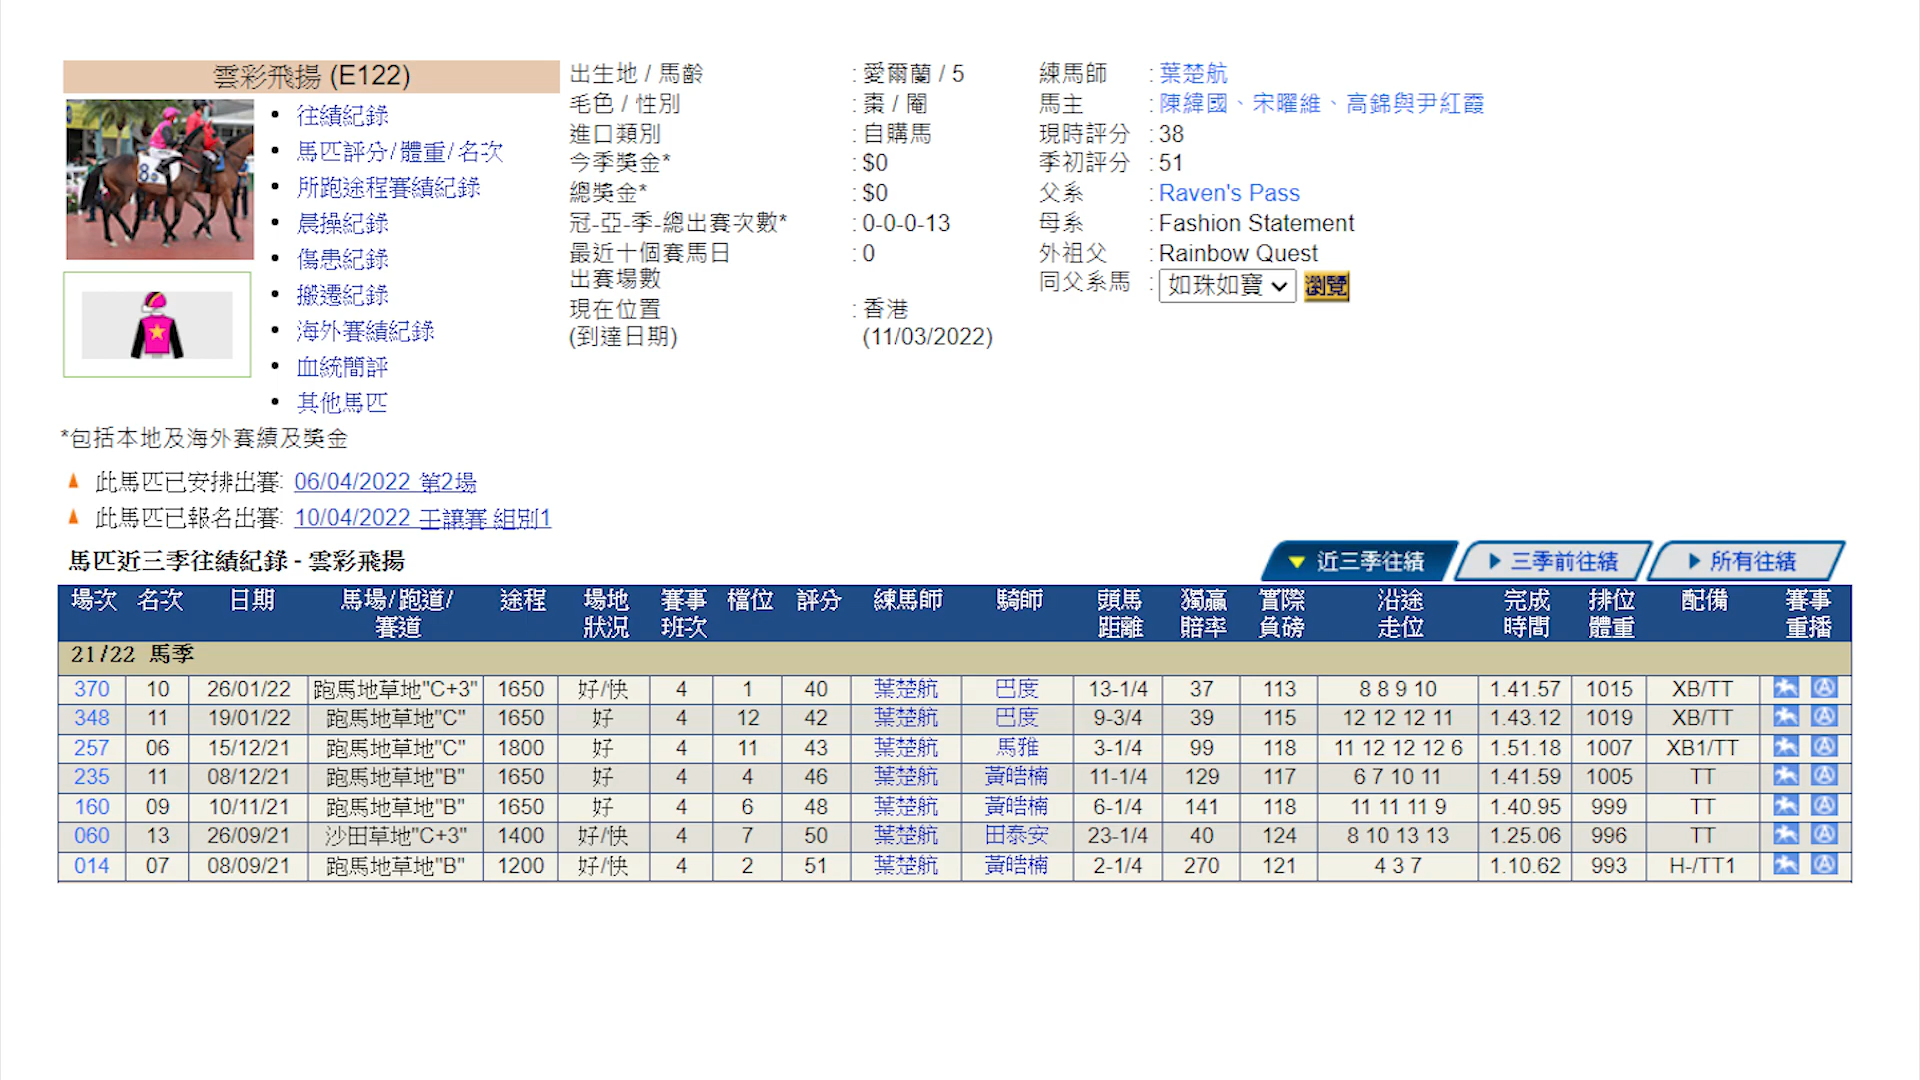 雲彩飛揚 (E122)
往績紀錄
馬匹評分/體重/名次
所跑途程賽績紀錄
晨操紀錄
傷患紀錄
搬遷紀錄
海外賽績紀錄
血統簡評
其他馬匹
出生地 / 馬齡 : 愛爾蘭 / 5
毛色 / 性別 : 棗 / 閹
進口類別 : 自購馬
今季獎金* : $0
總獎金* : $0
冠-亞-季-總出賽次數* : 0-0-0-13
最近十個賽馬日 : 0
出賽場數
現在位置 : 香港
(到達日期) (11/03/2022)
練馬師 : 葉楚航
馬主 : 陳緯國、宋曜維、高錦與尹紅霞
現時評分 : 38
季初評分 : 51
父系 : Raven's Pass
母系 : Fashion Statement
外祖父 : Rainbow Quest
同父系馬 : 如珠如寶 瀏覽
*包括本地及海外賽績及獎金
此馬匹已安排出賽: 06/04/2022 第2場
此馬匹已報名出賽: 10/04/2022 壬讓賽 組別1
馬匹近三季往績紀錄 - 雲彩飛揚
近三季往績 三季前往績 所有往績
場次 名次 日期 馬場/跑道/賽道 途程 場地狀況 賽事班次 檔位 評分 練馬師 騎師 頭馬距離 獨贏賠率 實際負磅 沿途走位 完成時間 排位體重 配備 賽事重播
21/22 馬季
370 10 26/01/22 跑馬地草地"C+3" 1650 好/快 4 1 40 葉楚航 巴度 13-1/4 37 113 8 8 9 10 1.41.57 1015 XB/TT
348 11 19/01/22 跑馬地草地"C" 1650 好 4 12 42 葉楚航 巴度 9-3/4 39 115 12 12 12 11 1.43.12 1019 XB/TT
257 06 15/12/21 跑馬地草地"C" 1800 好 4 11 43 葉楚航 馬雅 3-1/4 99 118 11 12 12 12 6 1.51.18 1007 XB1/TT
235 11 08/12/21 跑馬地草地"B" 1650 好 4 4 46 葉楚航 黃皓楠 11-1/4 129 117 6 7 10 11 1.41.59 1005 TT
160 09 10/11/21 跑馬地草地"B" 1650 好 4 6 48 葉楚航 黃皓楠 6-1/4 141 118 11 11 11 9 1.40.95 999 TT
060 13 26/09/21 沙田草地"C+3" 1400 好/快 4 7 50 葉楚航 田泰安 23-1/4 40 124 8 10 13 13 1.25.06 996 TT
014 07 08/09/21 跑馬地草地"B" 1200 好/快 4 2 51 葉楚航 黃皓楠 2-1/4 270 121 4 3 7 1.10.62 993 H-/TT1